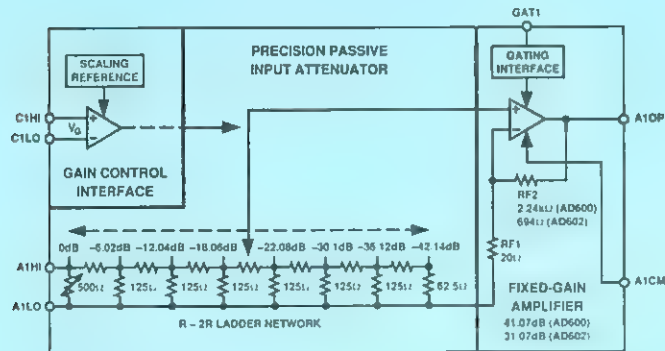 GAT1
PRECISION PASSIVE
INPUT ATTENUATOR
SCALING
REFERENCE
GATING
INTERFACE
C1HI
C1LO
VG
+
−
+
−
A1OP
GAIN CONTROL
INTERFACE
RF2
2.24kΩ (AD600)
694Ω (AD602)
0dB −6.02dB −12.04dB −18.06dB −22.08dB −30.1dB −36.12dB −42.14dB
RF1
20Ω
A1HI
A1CM
500Ω 125Ω 125Ω 125Ω 125Ω 125Ω 125Ω 62.5Ω
A1LO
R – 2R LADDER NETWORK
FIXED-GAIN
AMPLIFIER
41.07dB (AD600)
31.07dB (AD602)